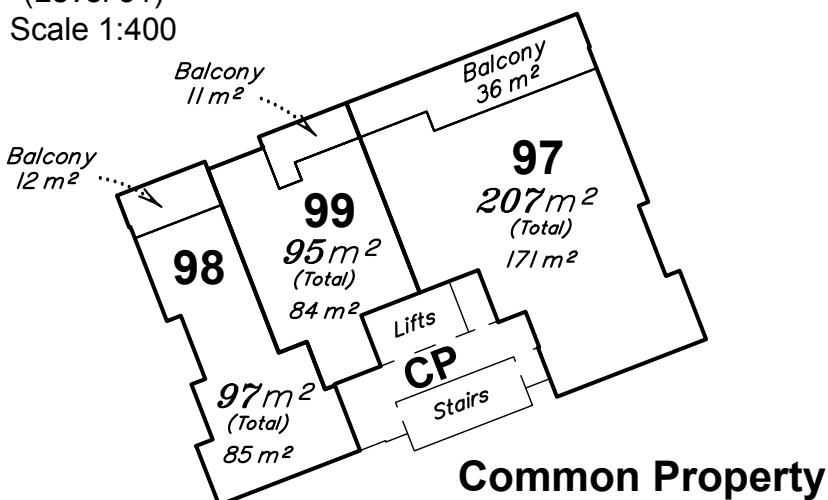 Scale 1:400
Balcony
11 m²
Balcony
12 m²
Balcony
36 m²
97
207m²
(Total)
171 m²
99
95m²
(Total)
84 m²
98
97m²
(Total)
85 m²
Lifts
CP
Stairs
Common Property